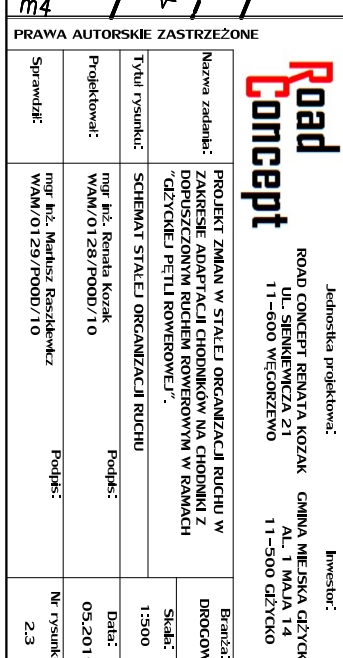 m4
PRAWA AUTORSKIE ZASTRZEŻONE
Road
Concept
Jednostka projektowa:
ROAD CONCEPT RENATA KOZAK
UL. SIENKIEWICZA 21
11-600 WĘGORZEWO
Inwestor:
GMINA MIEJSKA GIŻYCK
AL. 1 MAJA 14
11-500 GIŻYCKO
Nazwa zadania:
PROJEKT ZMIAN W STAŁEJ ORGANIZACJI RUCHU W
ZAKRESIE ADAPTACJI CHODNIKÓW NA CHODNIKI Z
DOPUSZCZONYM RUCHEM ROWEROWYM W RAMACH
"GIŻYCKIEJ PĘTLI ROWEROWEJ".
Branża:
DROGOW
Tytuł rysunku:
SCHEMAT STAŁEJ ORGANIZACJI RUCHU
Skala:
1:500
Projektował:
mgr inż. Renata Kozak
WAM/0128/POOD/10
Podpis:
Data:
05.201
Sprawdził:
mgr inż. Mariusz Raszkiewicz
WAM/0129/POOD/10
Podpis:
Nr rysunk
2.3